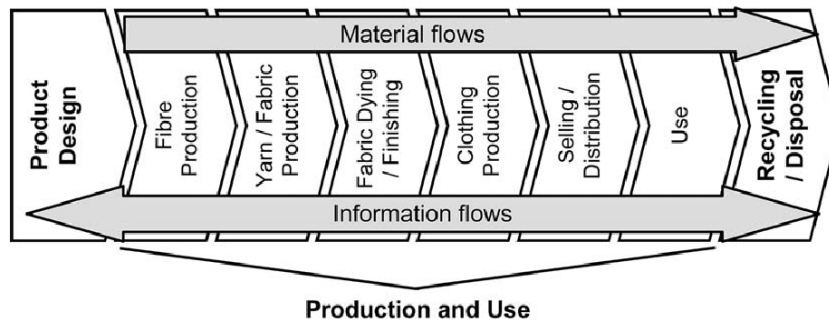 Material flows
Product
Design
Fibre
Production
Yarn / Fabric
Production
Fabric Dying
/ Finishing
Clothing
Production
Selling /
Distribution
Use
Recycling
/ Disposal
Information flows
Production and Use